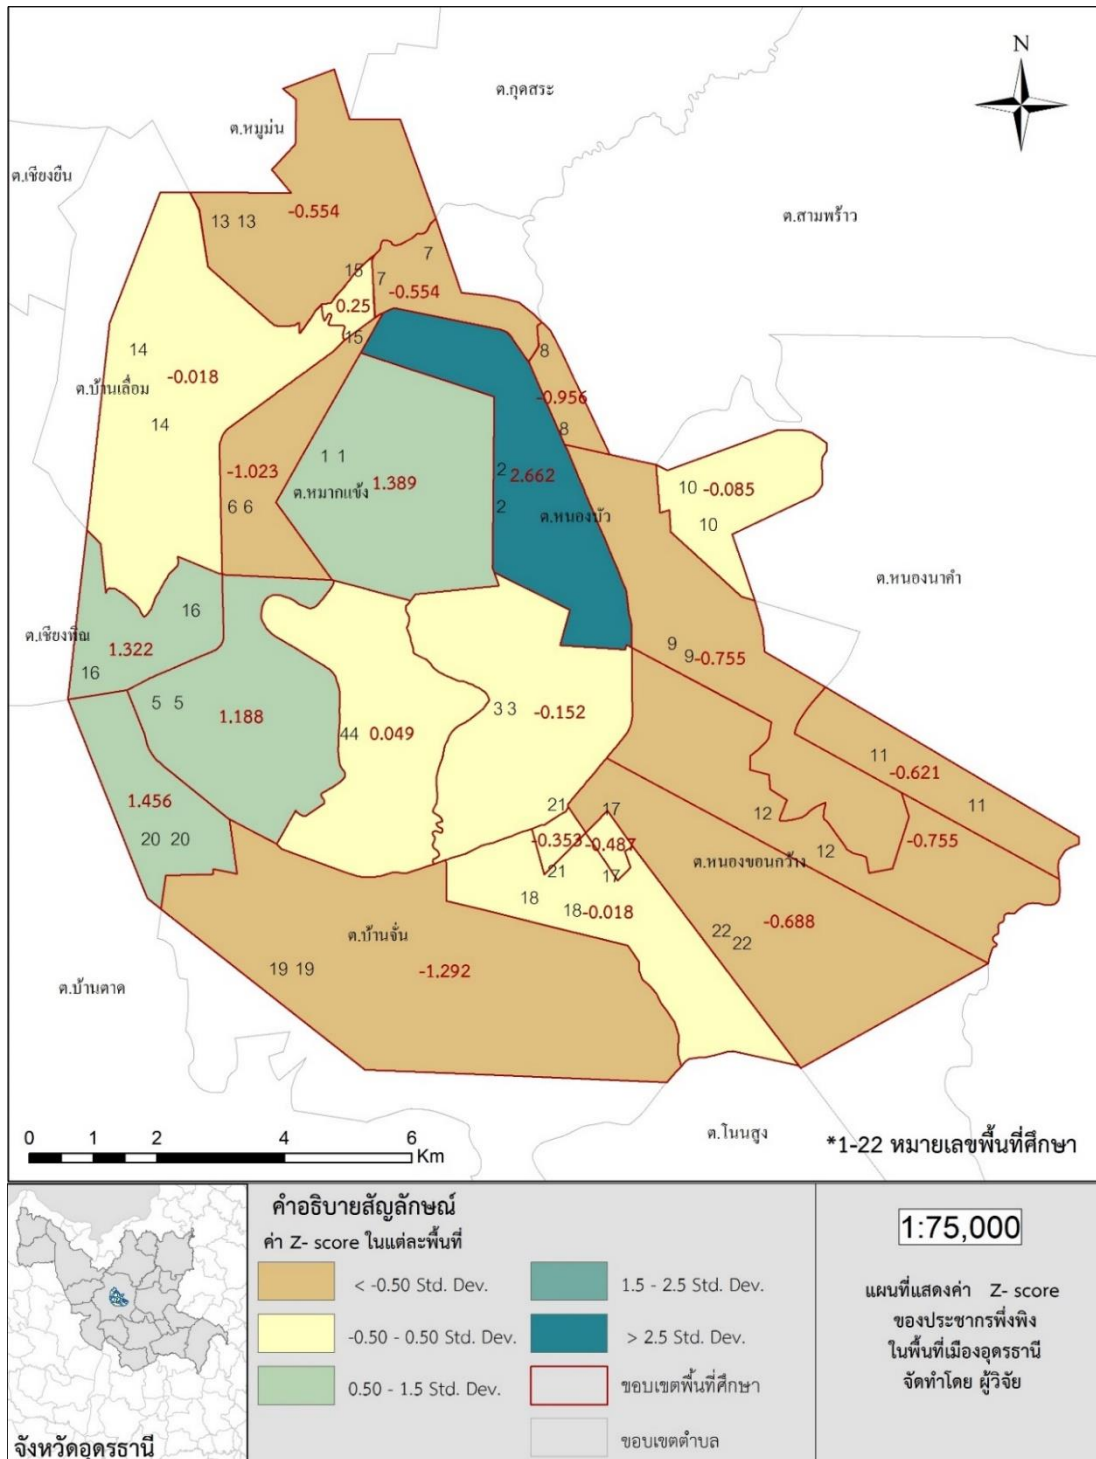 N
ต.กุดสระ
ต.หมูม่น
ต.เชียงยืน
ต.สามพร้าว
13 13
-0.554
7
15
7
-0.554
0.25
15
8
14
-0.018
ต.บ้านเลื่อม
-0.956
14
8
1 1
-1.023
1.389
2
2.662
ต.หมากแข้ง
6 6
2
ต.หนองบัว
10
-0.085
10
ต.หนองนาคำ
16
ต.เชียงพิณ
1.322
16
9
9
-0.755
5 5
1.188
3 3
-0.152
44
0.049
11
-0.621
11
1.456
20 20
21
17
12
-0.353
-0.487
12
-0.755
ต.หนองขอนกว้าง
21
17
18
18
-0.018
-0.688
22
22
ต.บ้านจั่น
19 19
-1.292
ต.บ้านตาด
ต.โนนสูง
*1-22 หมายเลขพื้นที่ศึกษา
0 1 2 4 6
Km
จังหวัดอุดรธานี
คำอธิบายสัญลักษณ์
ค่า Z- score ในแต่ละพื้นที่
< -0.50 Std. Dev.
-0.50 - 0.50 Std. Dev.
0.50 - 1.5 Std. Dev.
1.5 - 2.5 Std. Dev.
> 2.5 Std. Dev.
ขอบเขตพื้นที่ศึกษา
ขอบเขตตำบล
1:75,000
แผนที่แสดงค่า Z- score
ของประชากรพึ่งพิง
ในพื้นที่เมืองอุดรธานี
จัดทำโดย ผู้วิจัย